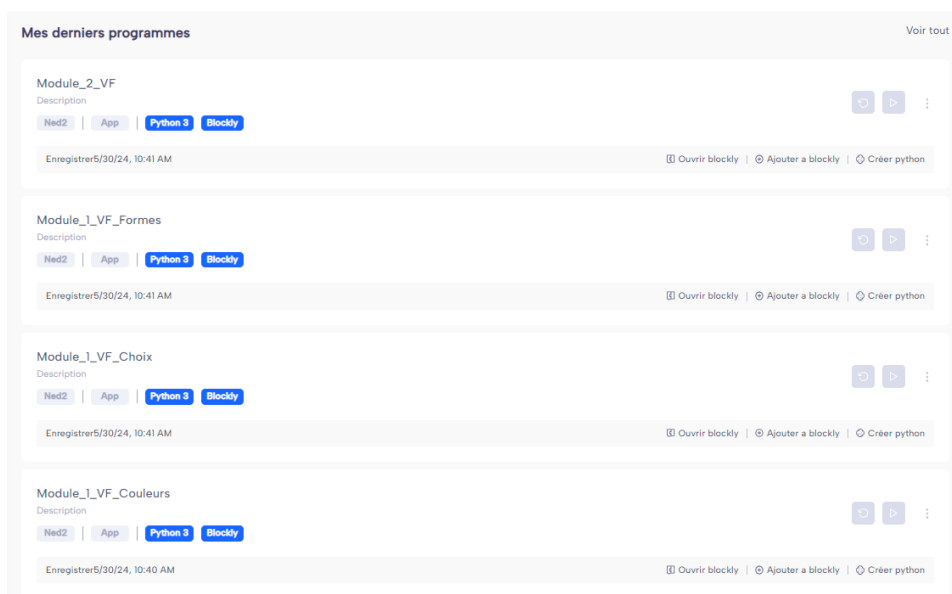 Mes derniers programmes Voir tout
Module_2_VF
Description
Ned2 | App | Python 3 Blockly
Enregistrer5/30/24, 10:41 AM Ouvrir blockly | Ajouter a blockly | Créer python
Module_1_VF_Formes
Description
Ned2 | App | Python 3 Blockly
Enregistrer5/30/24, 10:41 AM Ouvrir blockly | Ajouter a blockly | Créer python
Module_1_VF_Choix
Description
Ned2 | App | Python 3 Blockly
Enregistrer5/30/24, 10:41 AM Ouvrir blockly | Ajouter a blockly | Créer python
Module_1_VF_Couleurs
Description
Ned2 | App | Python 3 Blockly
Enregistrer5/30/24, 10:40 AM Ouvrir blockly | Ajouter a blockly | Créer python